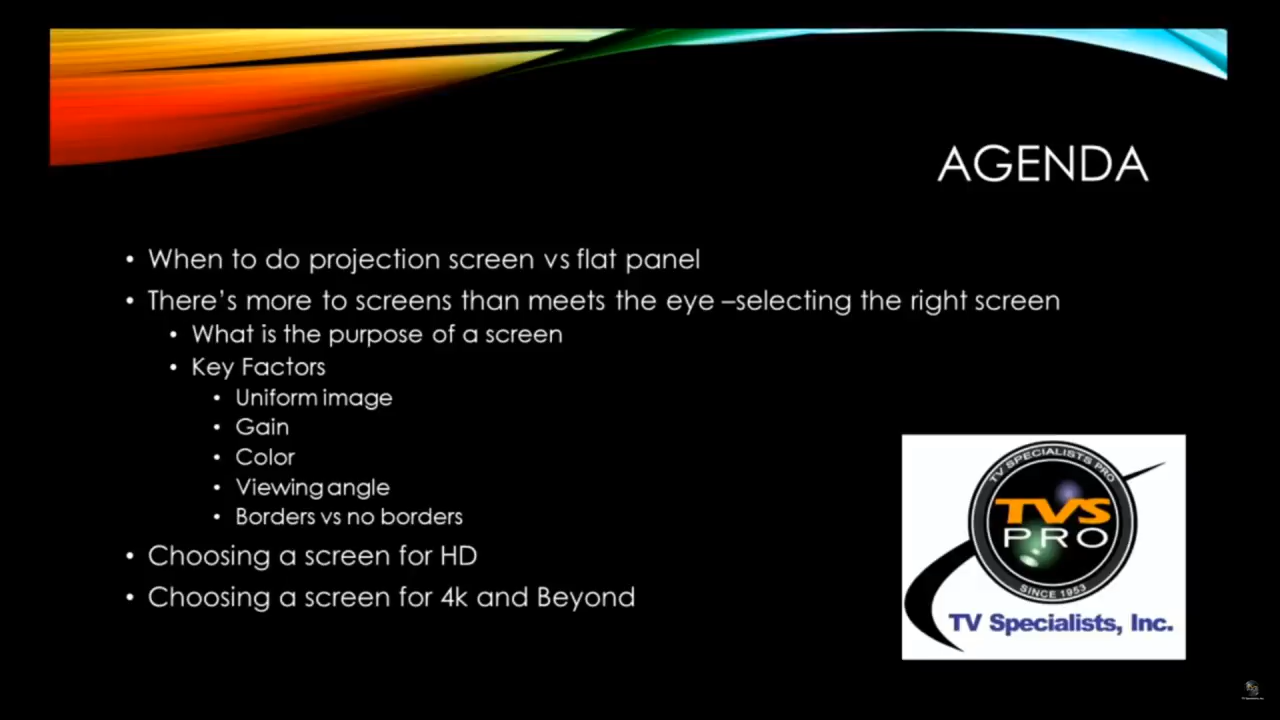 AGENDA
• When to do projection screen vs flat panel
• There's more to screens than meets the eye –selecting the right screen
• What is the purpose of a screen
• Key Factors
• Uniform image
• Gain
• Color
• Viewing angle
• Borders vs no borders
• Choosing a screen for HD
• Choosing a screen for 4k and Beyond
TV SPECIALISTS PRO
TVS
PRO
SINCE 1953
TV Specialists, Inc.